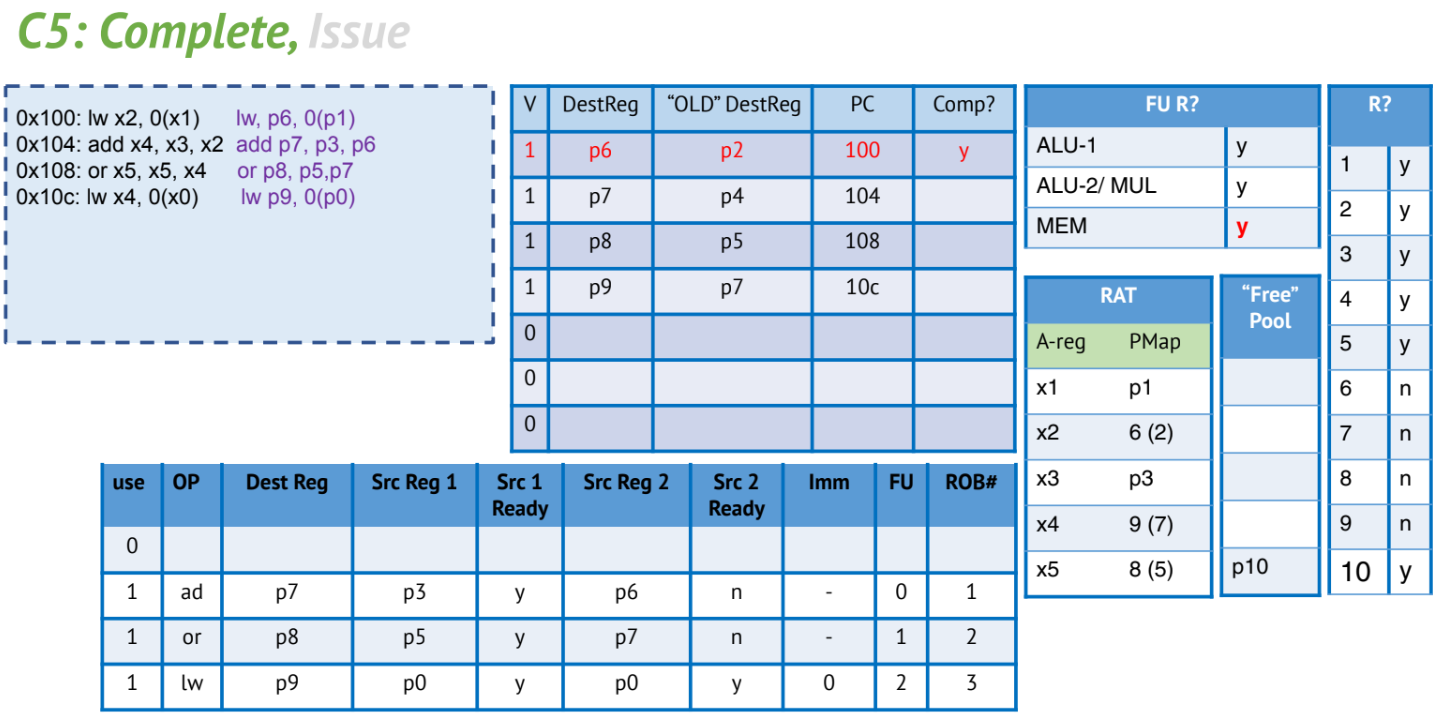 C5: Complete, Issue
0x100: lw x2, 0(x1) lw, p6, 0(p1)
0x104: add x4, x3, x2 add p7, p3, p6
0x108: or x5, x5, x4 or p8, p5,p7
0x10c: lw x4, 0(x0) lw p9, 0(p0)
V DestReg “OLD” DestReg PC Comp?
1 p6 p2 100 y
1 p7 p4 104
1 p8 p5 108
1 p9 p7 10c
0
0
0
FU R?
ALU-1 y
ALU-2/ MUL y
MEM y
RAT
A-reg PMap
x1 p1
x2 6 (2)
x3 p3
x4 9 (7)
x5 8 (5)
“Free”
Pool
p10
R?
1 y
2 y
3 y
4 y
5 y
6 n
7 n
8 n
9 n
10 y
use OP Dest Reg Src Reg 1 Src 1 Ready Src Reg 2 Src 2 Ready Imm FU ROB#
0
1 ad p7 p3 y p6 n - 0 1
1 or p8 p5 y p7 n - 1 2
1 lw p9 p0 y p0 y 0 2 3